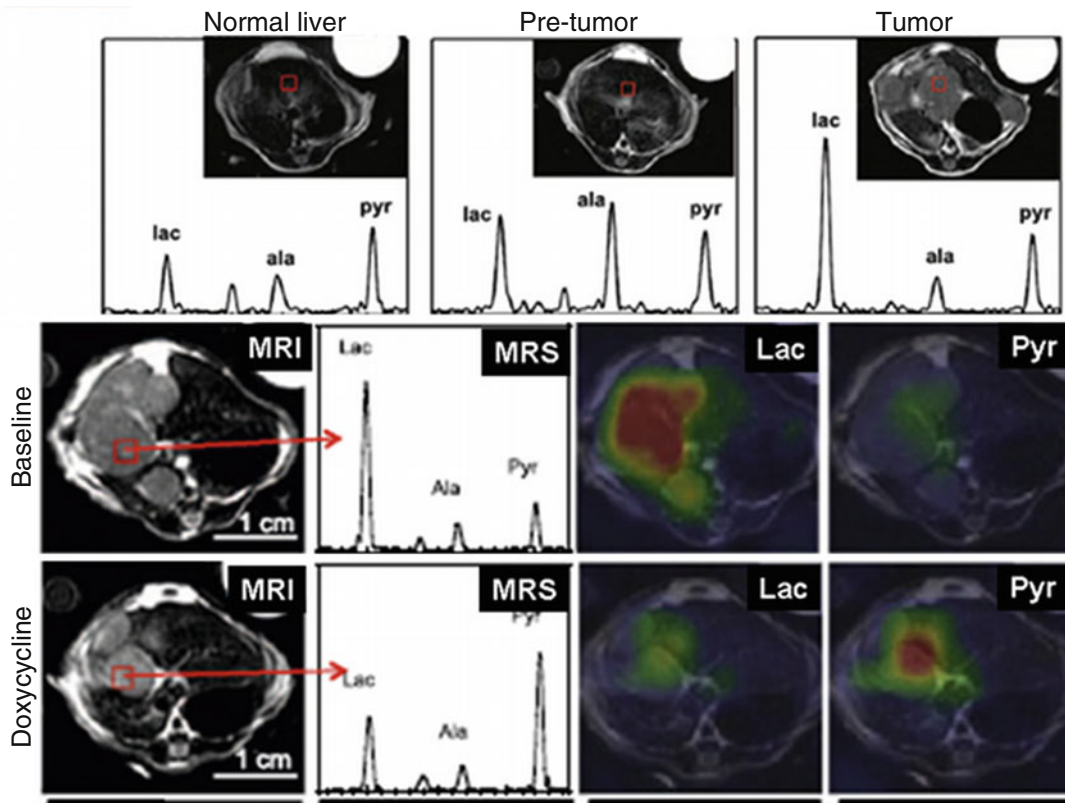 Normal liver
Pre-tumor
Tumor
lac
ala
pyr
lac
ala
pyr
lac
ala
pyr
Baseline
MRI
1 cm
MRS
Lac
Ala
Pyr
Lac
Pyr
Doxycycline
MRI
1 cm
MRS
Lac
Ala
Pyr
Lac
Pyr